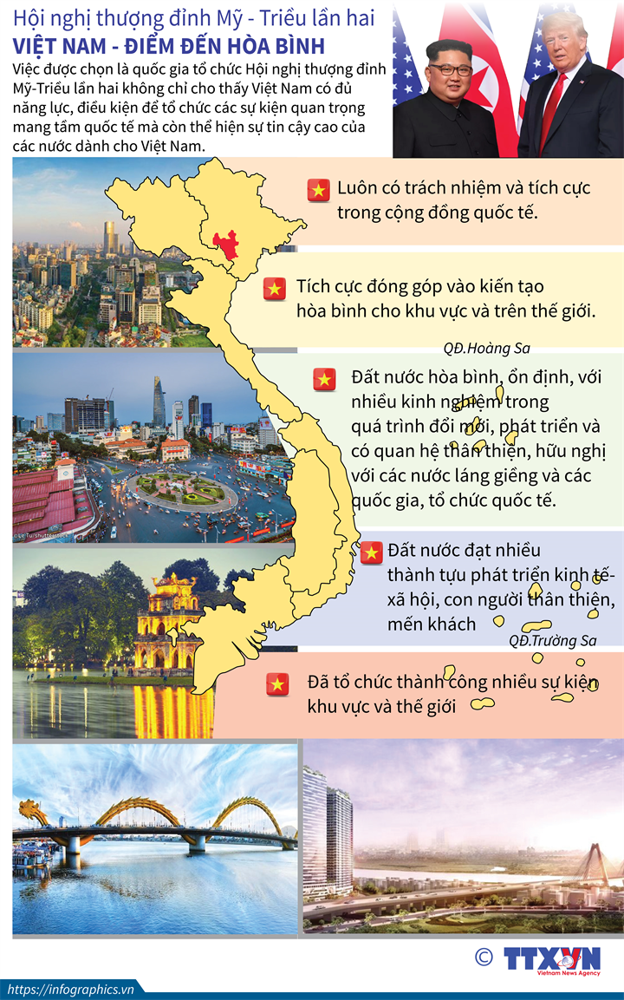 Hội nghị thượng đỉnh Mỹ - Triều lần hai
VIỆT NAM - ĐIỂM ĐẾN HÒA BÌNH
Việc được chọn là quốc gia tổ chức Hội nghị thượng đỉnh
Mỹ-Triều lần hai không chỉ cho thấy Việt Nam có đủ
năng lực, điều kiện để tổ chức các sự kiện quan trọng
mang tầm quốc tế mà còn thể hiện sự tin cậy cao của
các nước dành cho Việt Nam.
Luôn có trách nhiệm và tích cực
trong cộng đồng quốc tế.
Tích cực đóng góp vào kiến tạo
hòa bình cho khu vực và trên thế giới.
QĐ.Hoàng Sa
Đất nước hòa bình, ổn định, với
nhiều kinh nghiệm trong
quá trình đổi mới, phát triển và
có quan hệ thân thiện, hữu nghị
với các nước láng giềng và các
quốc gia, tổ chức quốc tế.
©Le Tu/shutterstock
Đất nước đạt nhiều
thành tựu phát triển kinh tế-
xã hội, con người thân thiện,
mến khách
QĐ.Trường Sa
Đã tổ chức thành công nhiều sự kiện
khu vực và thế giới
© TTXVN
Vietnam News Agency
https://infographics.vn